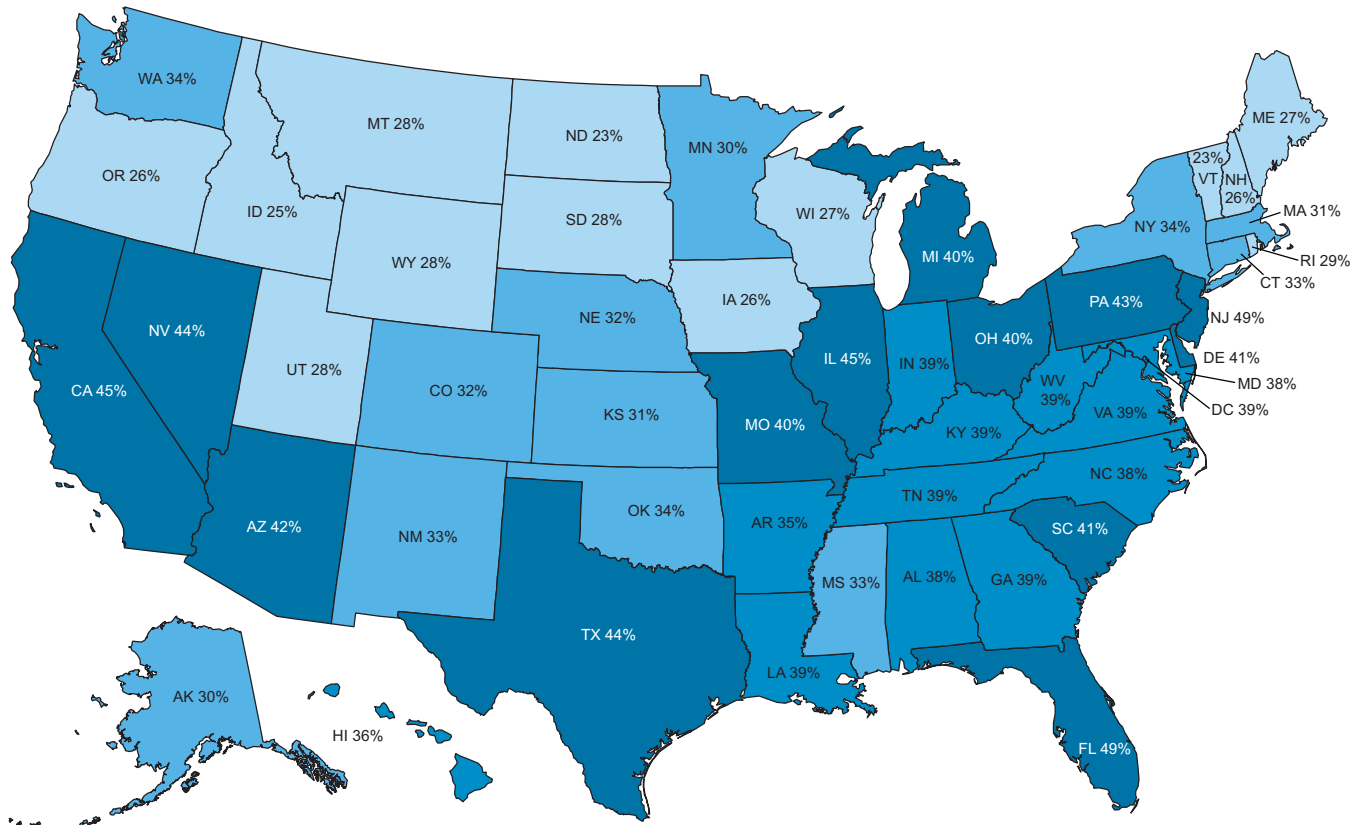 WA 34%
MT 28%
ND 23%
MN 30%
ME 27%
23%
VT
NH
26%
OR 26%
ID 25%
SD 28%
WI 27%
MA 31%
NY 34%
RI 29%
WY 28%
MI 40%
CT 33%
IA 26%
PA 43%
NE 32%
NJ 49%
NV 44%
OH 40%
IL 45%
IN 39%
DE 41%
UT 28%
CA 45%
CO 32%
WV
39%
MD 38%
DC 39%
KS 31%
MO 40%
VA 39%
KY 39%
NC 38%
TN 39%
OK 34%
AR 35%
AZ 42%
NM 33%
SC 41%
MS 33%
AL 38%
GA 39%
TX 44%
LA 39%
AK 30%
HI 36%
FL 49%